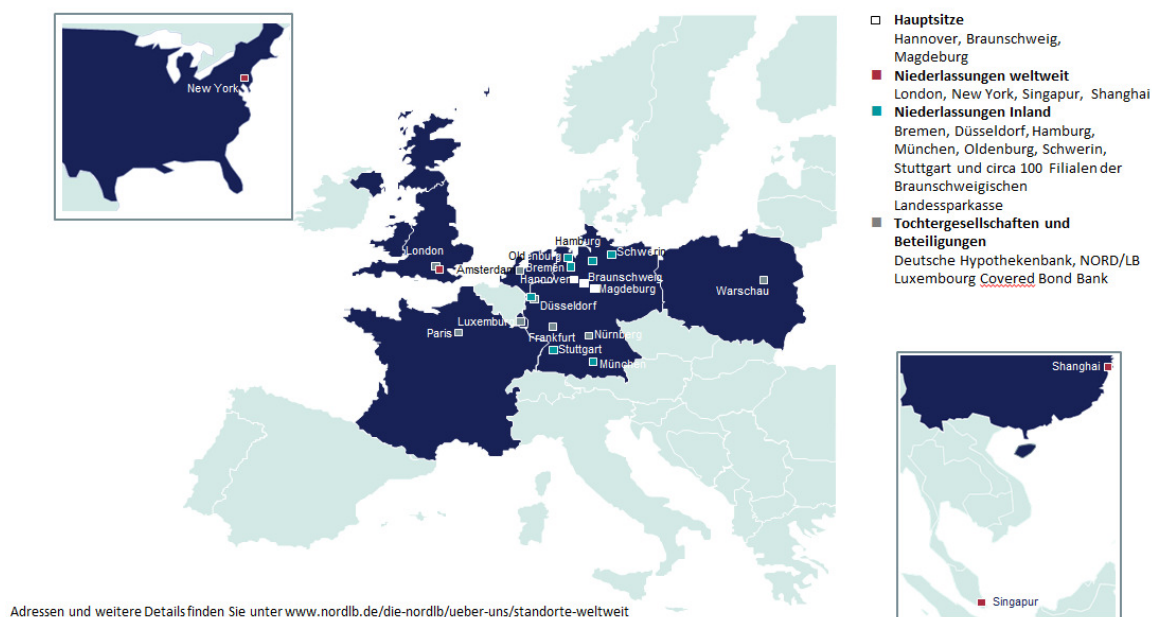 New York
London
Amsterdam
Oldenburg
Hamburg
Schwerin
Bremen
Hannover
Braunschweig
Magdeburg
Düsseldorf
Warschau
Luxemburg
Paris
Frankfurt
Nürnberg
Stuttgart
München
Hauptsitze
Hannover, Braunschweig,
Magdeburg
Niederlassungen weltweit
London, New York, Singapur, Shanghai
Niederlassungen Inland
Bremen, Düsseldorf, Hamburg,
München, Oldenburg, Schwerin,
Stuttgart und circa 100 Filialen der
Braunschweigischen
Landessparkasse
Tochtergesellschaften und
Beteiligungen
Deutsche Hypothekenbank, NORD/LB
Luxembourg Covered Bond Bank
Shanghai
Singapur
Adressen und weitere Details finden Sie unter www.nordlb.de/die-nordlb/ueber-uns/standorte-weltweit